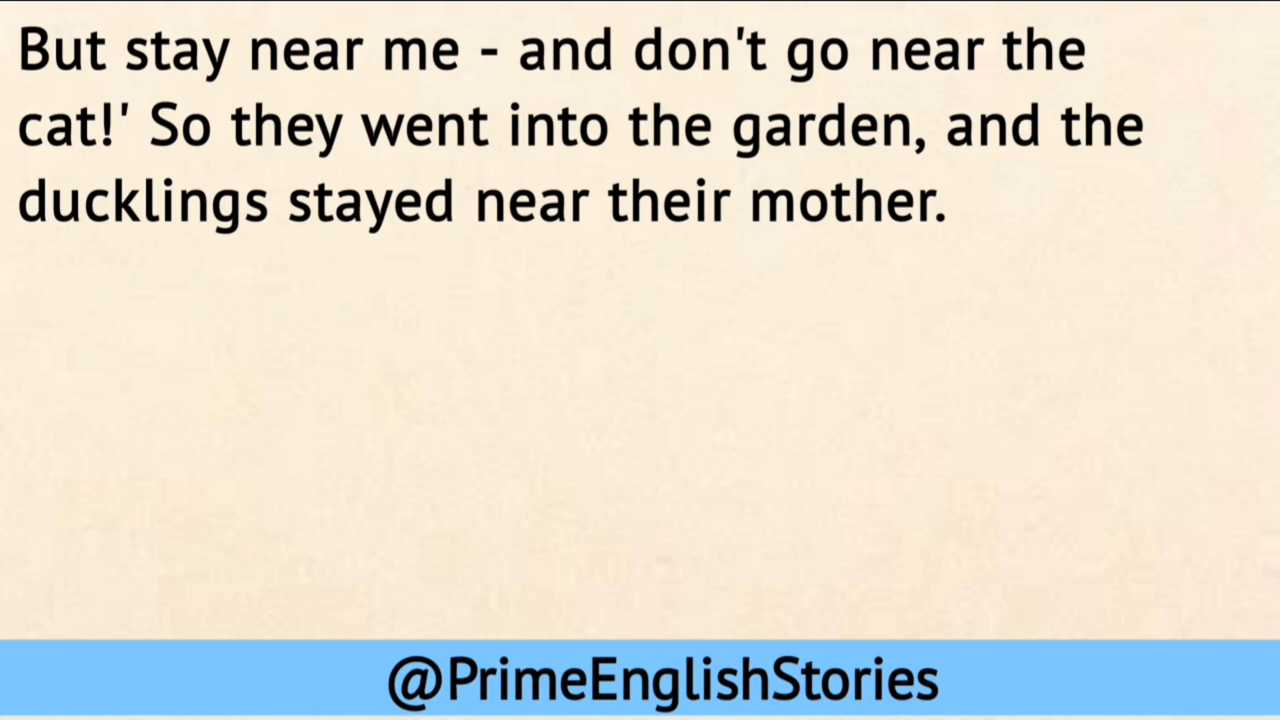 But stay near me - and don't go near the
cat!' So they went into the garden, and the
ducklings stayed near their mother.
@PrimeEnglishStories